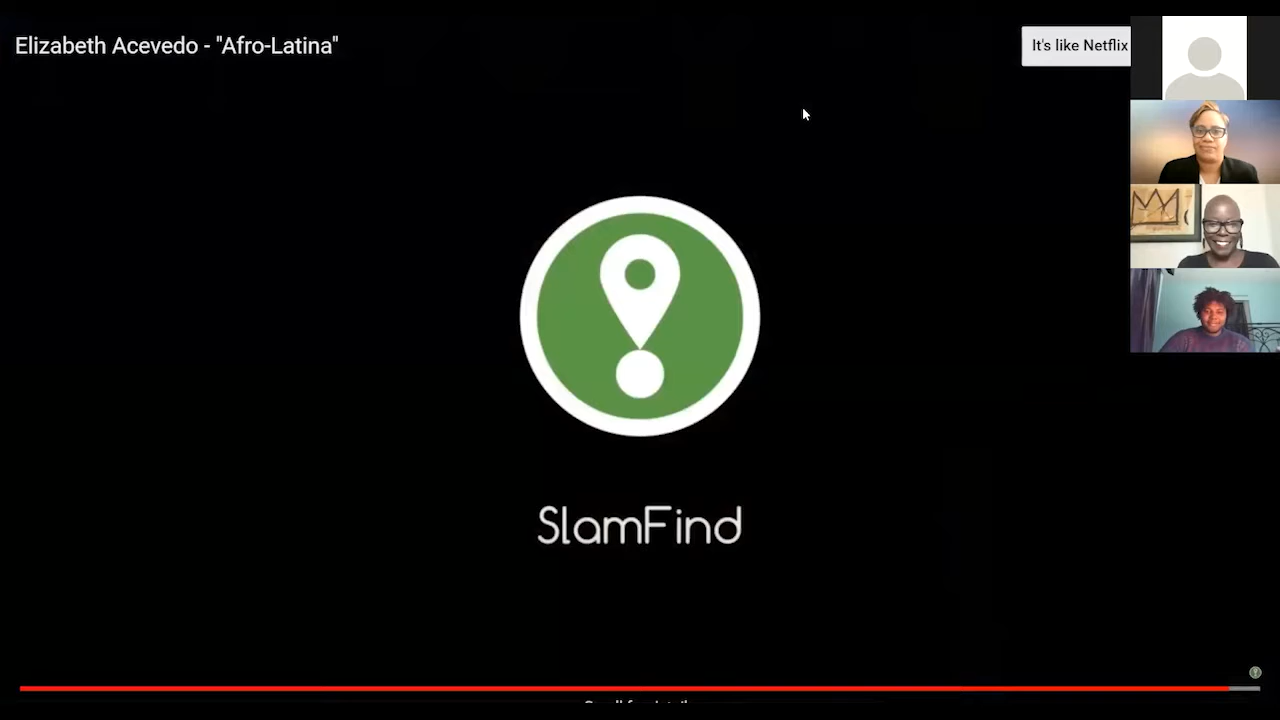 Elizabeth Acevedo - "Afro-Latina"
It's like Netflix
SlamFind